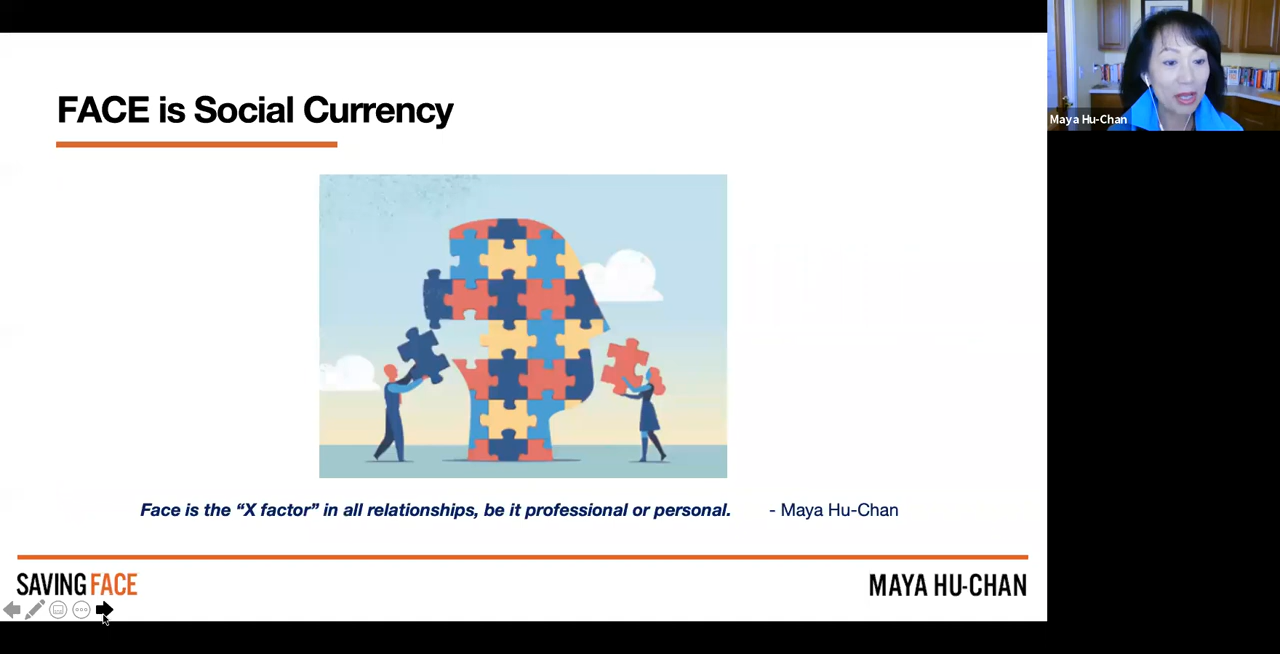 FACE is Social Currency
Maya Hu-Chan
Face is the “X factor” in all relationships, be it professional or personal. - Maya Hu-Chan
SAVING FACE
MAYA HU-CHAN